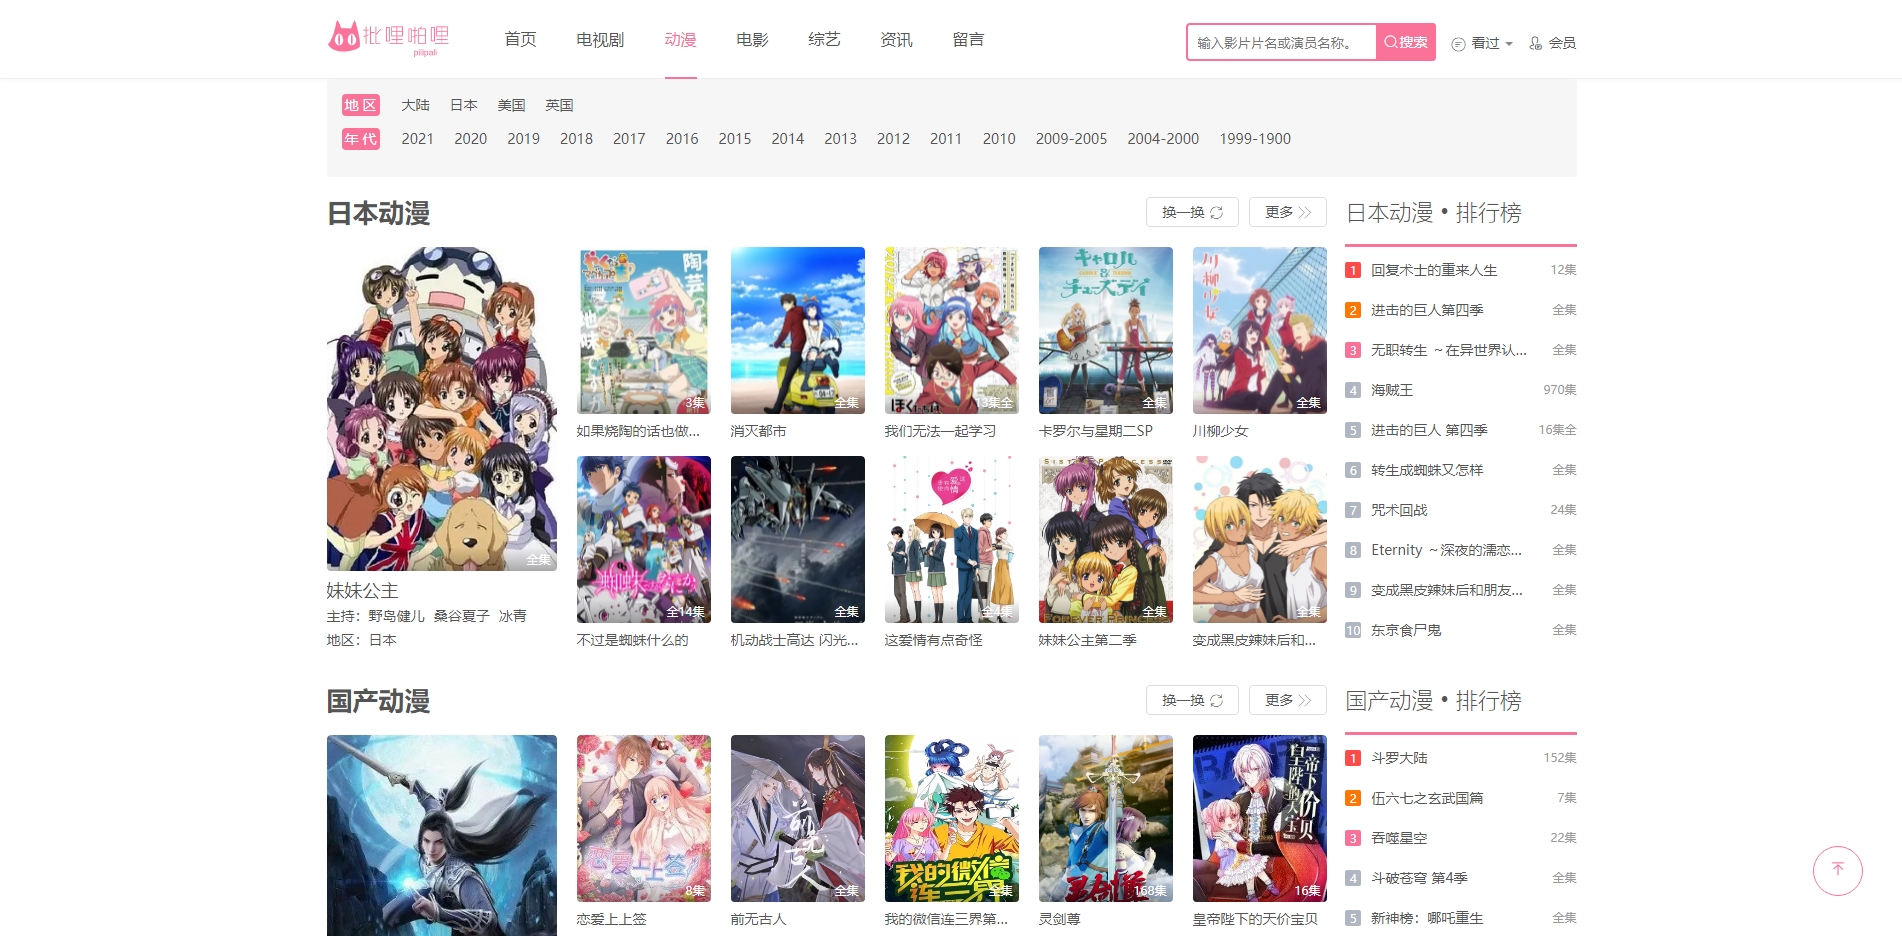 批哩啪哩
pilipali
首页 电视剧 动漫 电影 综艺 资讯 留言
输入影片片名或演员名称。 搜索 看过 会员
地区 大陆 日本 美国 英国
年代 2021 2020 2019 2018 2017 2016 2015 2014 2013 2012 2011 2010 2009-2005 2004-2000 1999-1900
日本动漫 换一换 更多
全集
妹妹公主
主持：野岛健儿 桑谷夏子 冰青
地区：日本
3集 全集 13集全 全集 全集
如果烧陶的话也做... 消灭都市 我们无法一起学习 卡罗尔与星期二SP 川柳少女
全14集 全集 全4集 全集 全集
不过是蜘蛛什么的 机动战士高达 闪光... 这爱情有点奇怪 妹妹公主第二季 变成黑皮辣妹后和...
日本动漫 • 排行榜
1 回复术士的重来人生 12集
2 进击的巨人第四季 全集
3 无职转生 ～在异世界认... 全集
4 海贼王 970集
5 进击的巨人 第四季 16集全
6 转生成蜘蛛又怎样 全集
7 咒术回战 24集
8 Eternity ～深夜的濡恋... 全集
9 变成黑皮辣妹后和朋友... 全集
10 东京食尸鬼 全集
国产动漫 换一换 更多
8集 全集 全集 168集 16集
恋爱上上签 前无古人 我的微信连三界第... 灵剑尊 皇帝陛下的天价宝贝
国产动漫 • 排行榜
1 斗罗大陆 152集
2 伍六七之玄武国篇 7集
3 吞噬星空 22集
4 斗破苍穹 第4季 全集
5 新神榜：哪吒重生 全集